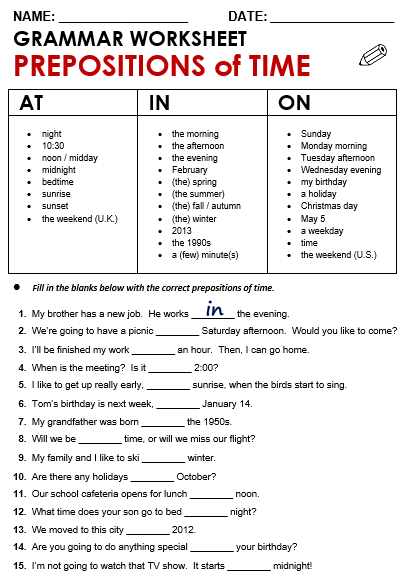 NAME: ____________________ DATE: ____________________
GRAMMAR WORKSHEET
PREPOSITIONS of TIME
AT IN ON
• night
• 10:30
• noon / midday
• midnight
• bedtime
• sunrise
• sunset
• the weekend (U.K.)
• the morning
• the afternoon
• the evening
• February
• (the) spring
• (the summer)
• (the) fall / autumn
• (the) winter
• 2013
• the 1990s
• a (few) minute(s)
• Sunday
• Monday morning
• Tuesday afternoon
• Wednesday evening
• my birthday
• a holiday
• Christmas day
• May 5
• a weekday
• time
• the weekend (U.S.)
• Fill in the blanks below with the correct prepositions of time.
1. My brother has a new job. He works in the evening.
2. We're going to have a picnic ________ Saturday afternoon. Would you like to come?
3. I'll be finished my work ________ an hour. Then, I can go home.
4. When is the meeting? Is it ________ 2:00?
5. I like to get up really early, ________ sunrise, when the birds start to sing.
6. Tom's birthday is next week, ________ January 14.
7. My grandfather was born ________ the 1950s.
8. Will we be ________ time, or will we miss our flight?
9. My family and I like to ski ________ winter.
10. Are there any holidays ________ October?
11. Our school cafeteria opens for lunch ________ noon.
12. What time does your son go to bed ________ night?
13. We moved to this city ________ 2012.
14. Are you going to do anything special ________ your birthday?
15. I'm not going to watch that TV show. It starts ________ midnight!